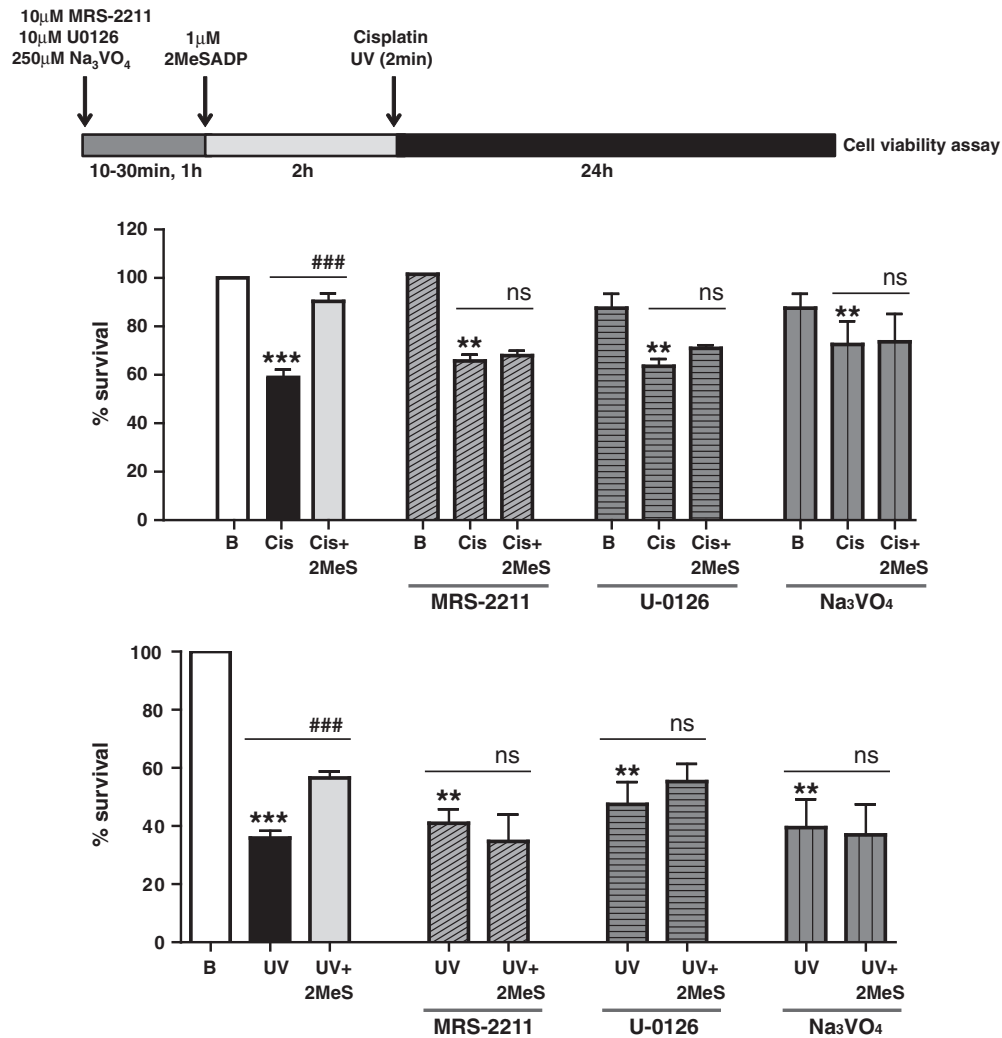 10μM MRS-2211
10μM U0126
250μM Na₃VO₄
1μM
2MeSADP
Cisplatin
UV (2min)
Cell viability assay
10-30min, 1h
2h
24h
% survival
120
100
80
60
40
20
0
***
###
**
ns
**
ns
**
ns
B
Cis
Cis+
2MeS
B
Cis
Cis+
2MeS
B
Cis
Cis+
2MeS
B
Cis
Cis+
2MeS
MRS-2211
U-0126
Na₃VO₄
% survival
100
80
60
40
20
0
***
###
**
ns
**
ns
**
ns
B
UV
UV+
2MeS
UV
UV+
2MeS
UV
UV+
2MeS
UV
UV+
2MeS
MRS-2211
U-0126
Na₃VO₄